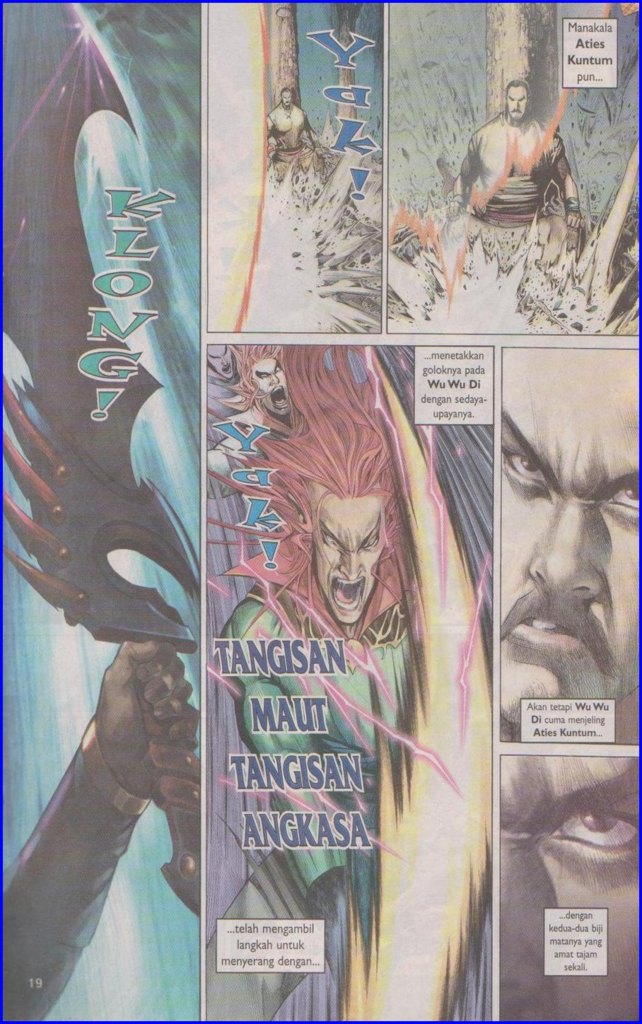 KLONG!
Yak!
Manakala
Aties
Kuntum
pun...
Yak!
TANGISAN
MAUT
TANGISAN
ANGKASA
...telah mengambil
langkah untuk
menyerang dengan...
...menetakkan
goloknya pada
Wu Wu Di
dengan sedaya-
upayanya.
Akan tetapi Wu Wu
Di cuma menjeling
Aties Kuntum...
...dengan
kedua-dua biji
matanya yang
amat tajam
sekali.
19